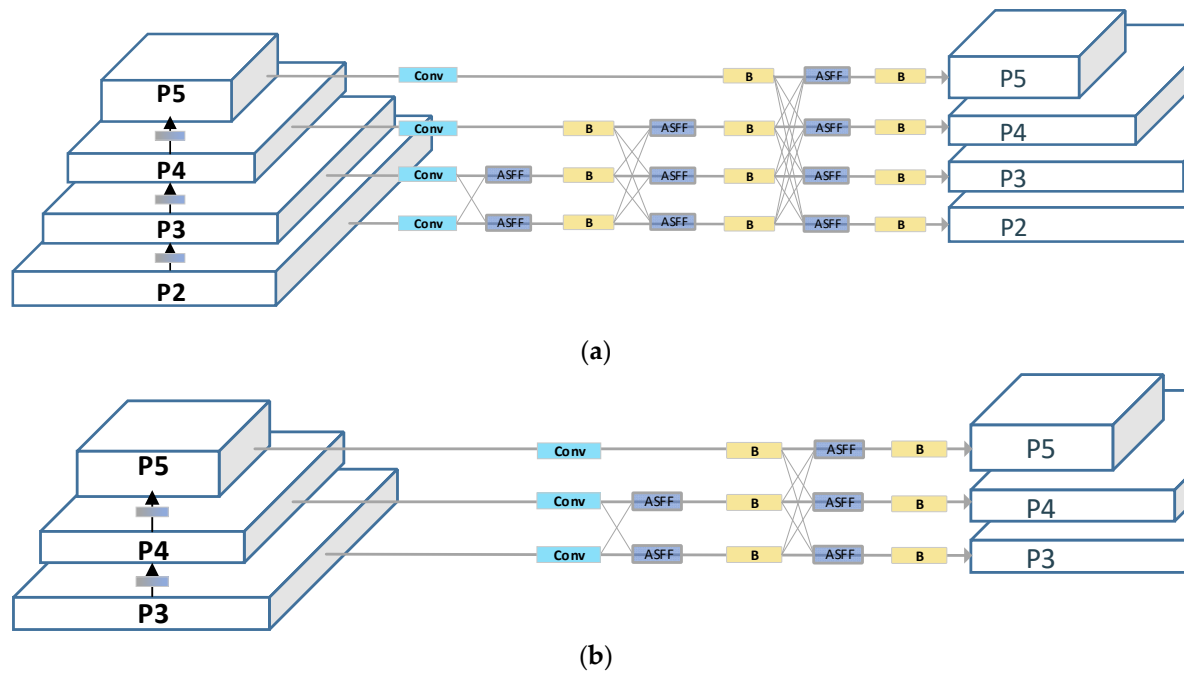 P5 Conv B ASFF B P5
P4 Conv B ASFF B ASFF B P4
P3 Conv ASFF B ASFF B ASFF B P3
P2 Conv ASFF B ASFF B ASFF B P2
(a)
P5 Conv B ASFF B P5
P4 Conv ASFF B ASFF B P4
P3 Conv ASFF B ASFF B P3
(b)